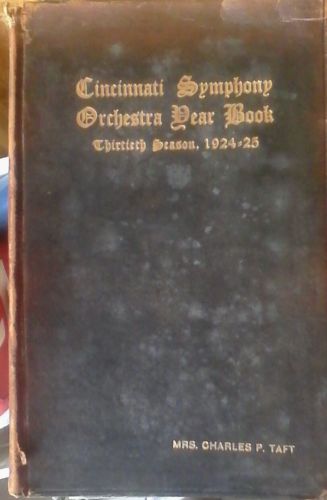 Cincinnati Symphony
Orchestra Year Book
Thirtieth Season, 1924-25
MRS. CHARLES P. TAFT